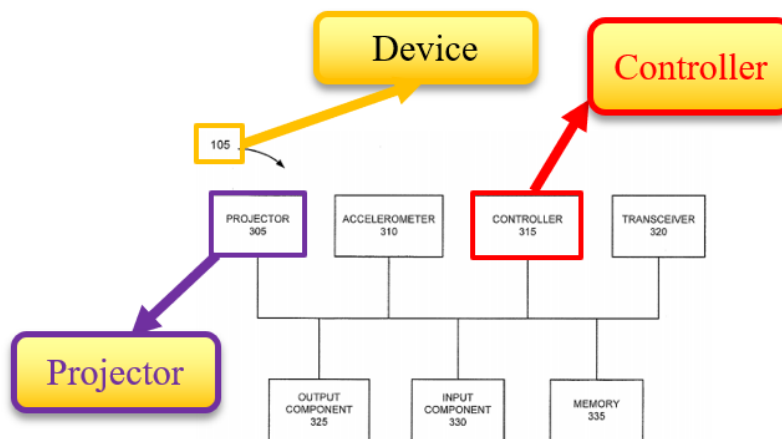 Device
Controller
105
PROJECTOR
305
ACCELEROMETER
310
CONTROLLER
315
TRANSCEIVER
320
Projector
OUTPUT
COMPONENT
325
INPUT
COMPONENT
330
MEMORY
335